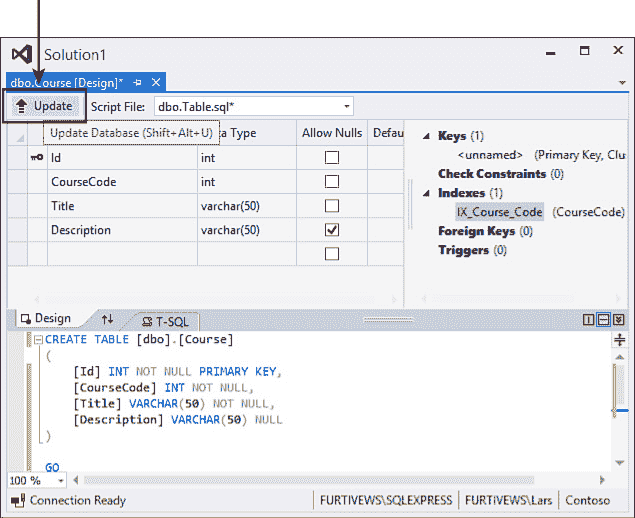 Solution1
dbo.Course [Design]*
Update Script File: dbo.Table.sql*
Update Database (Shift+Alt+U) Type Allow Nulls Defau
Id int
CourseCode int
Title varchar(50)
Description varchar(50)
Keys (1)
<unnamed> (Primary Key, Clu
Check Constraints (0)
Indexes (1)
IX_Course_Code (CourseCode)
Foreign Keys (0)
Triggers (0)
Design T-SQL
CREATE TABLE [dbo].[Course]
(
[Id] INT NOT NULL PRIMARY KEY,
[CourseCode] INT NOT NULL,
[Title] VARCHAR(50) NOT NULL,
[Description] VARCHAR(50) NULL
)
GO
100 %
Connection Ready FURTIVEWS\SQLEXPRESS FURTiVEWS\Lars Contoso